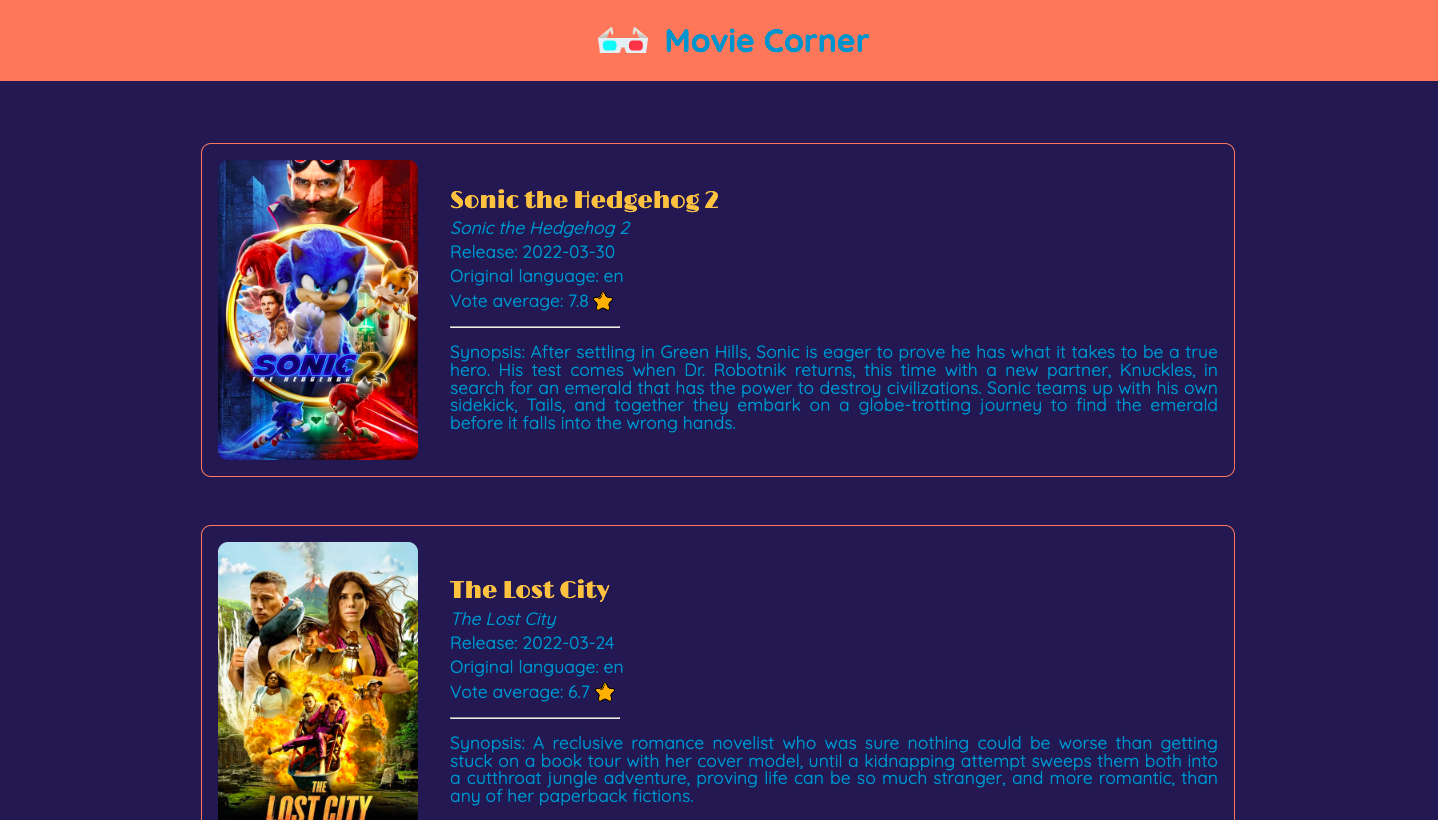 Movie Corner
SONIC 2
THE HEDGEHOG
Sonic the Hedgehog 2
Sonic the Hedgehog 2
Release: 2022-03-30
Original language: en
Vote average: 7.8
Synopsis: After settling in Green Hills, Sonic is eager to prove he has what it takes to be a true
hero. His test comes when Dr. Robotnik returns, this time with a new partner, Knuckles, in
search for an emerald that has the power to destroy civilizations. Sonic teams up with his own
sidekick, Tails, and together they embark on a globe-trotting journey to find the emerald
before it falls into the wrong hands.
THE
LOST CITY
The Lost City
The Lost City
Release: 2022-03-24
Original language: en
Vote average: 6.7
Synopsis: A reclusive romance novelist who was sure nothing could be worse than getting
stuck on a book tour with her cover model, until a kidnapping attempt sweeps them both into
a cutthroat jungle adventure, proving life can be so much stranger, and more romantic, than
any of her paperback fictions.